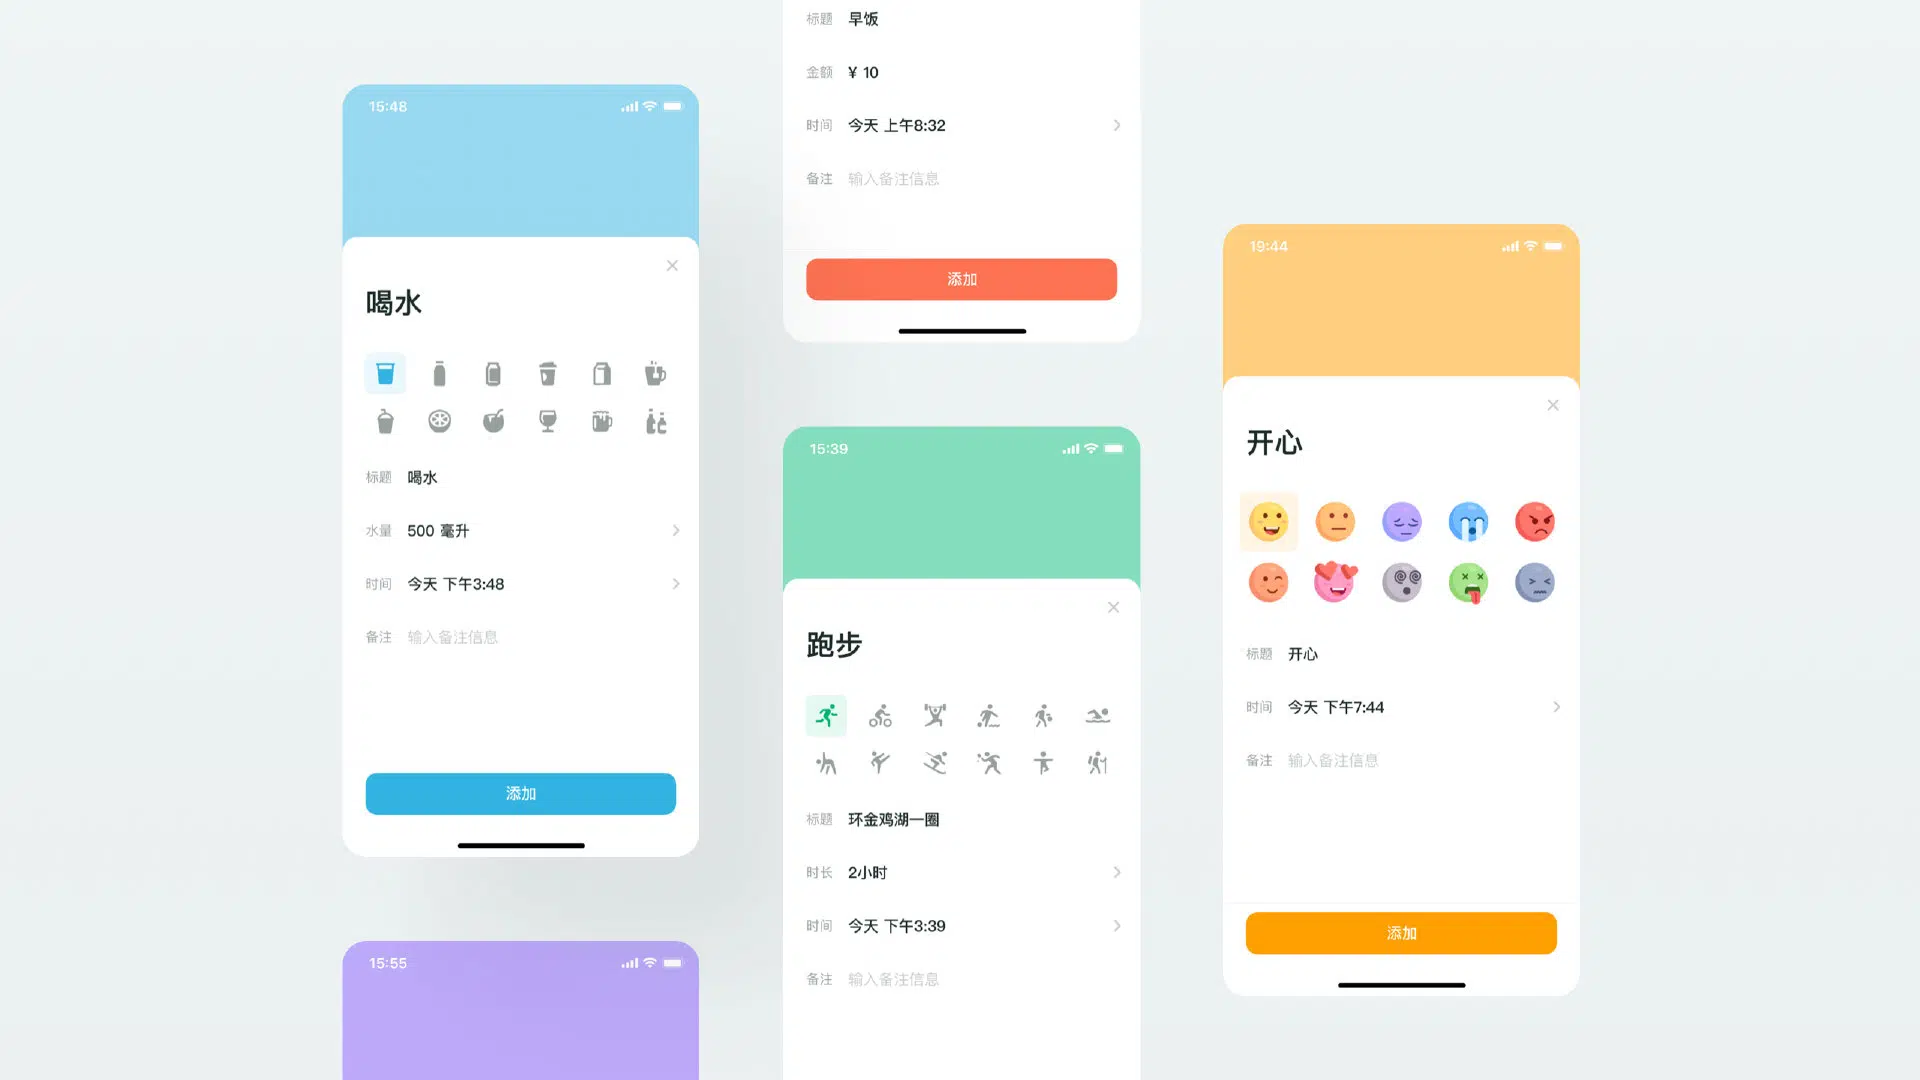 15:48
喝水
标题 喝水
水量 500 毫升
时间 今天 下午3:48
备注 输入备注信息
添加
15:55
标题 早饭
金额 ¥ 10
时间 今天 上午8:32
备注 输入备注信息
添加
15:39
跑步
标题 环金鸡湖一圈
时长 2小时
时间 今天 下午3:39
备注 输入备注信息
19:44
开心
标题 开心
时间 今天 下午7:44
备注 输入备注信息
添加